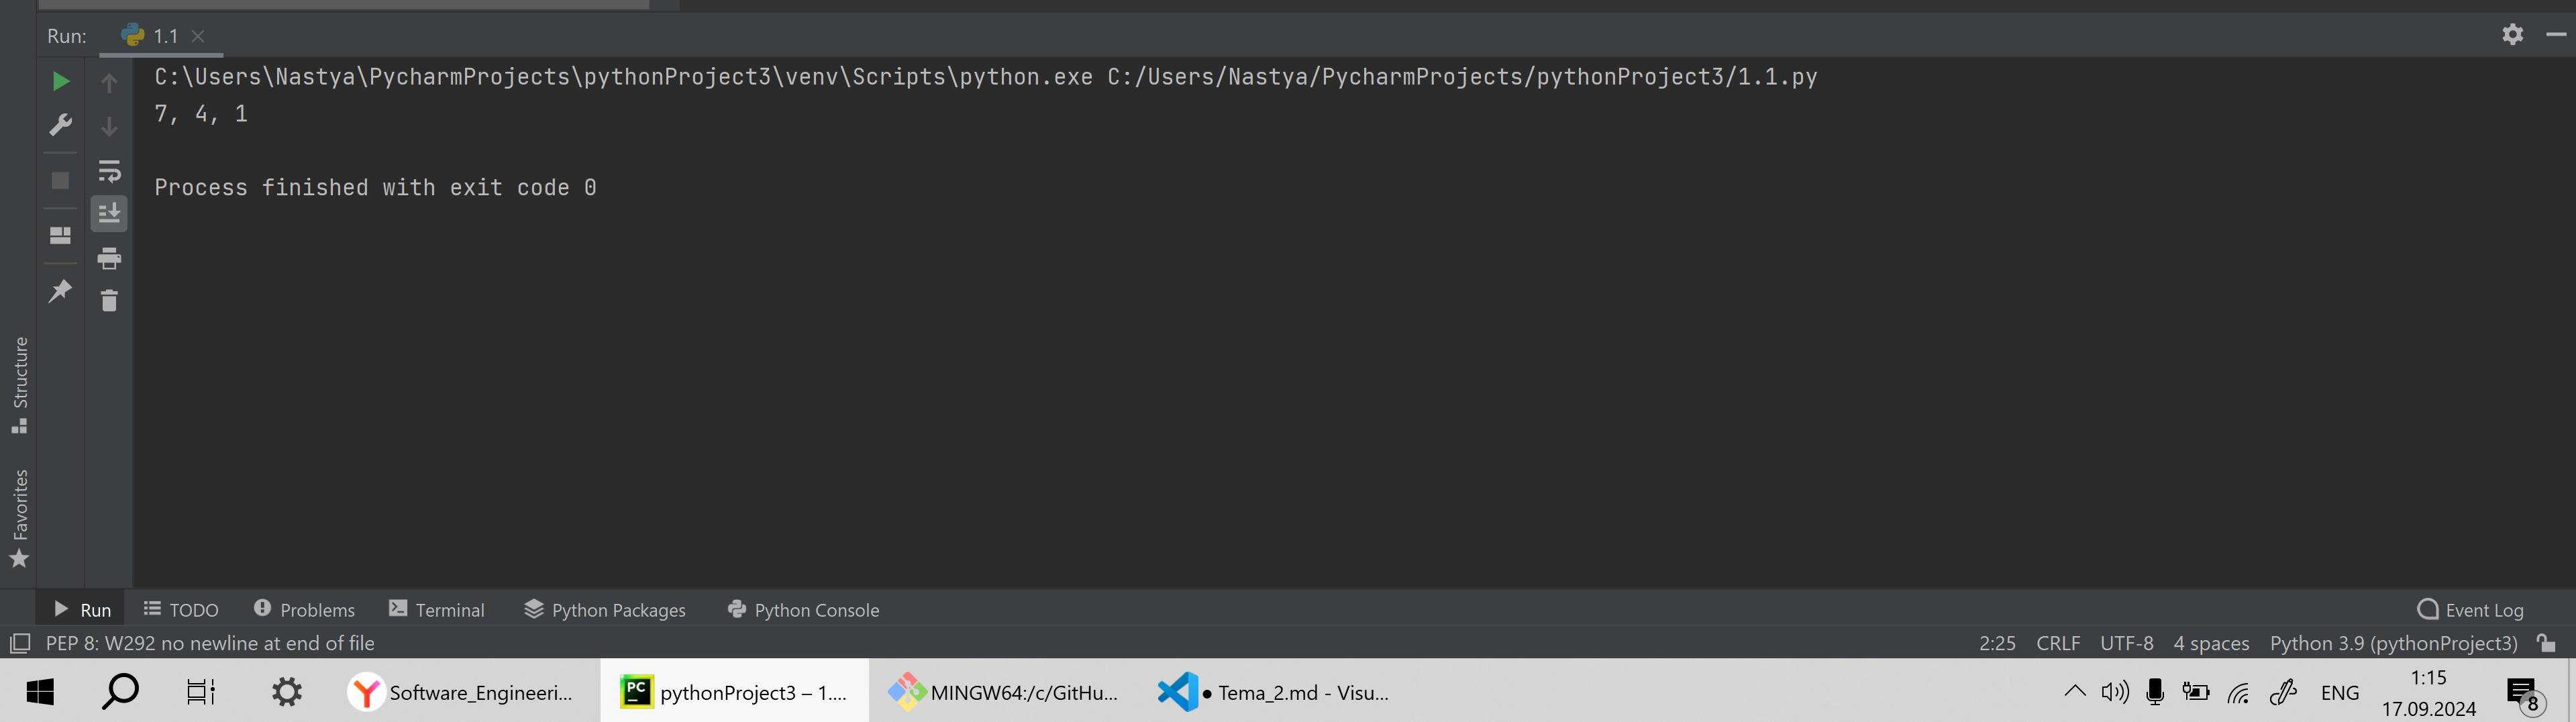 Run: 1.1
C:\Users\Nastya\PycharmProjects\pythonProject3\venv\Scripts\python.exe C:/Users/Nastya/PycharmProjects/pythonProject3/1.1.py
7, 4, 1
Process finished with exit code 0
Structure
Favorites
Run TODO Problems Terminal Python Packages Python Console Event Log
PEP 8: W292 no newline at end of file 2:25 CRLF UTF-8 4 spaces Python 3.9 (pythonProject3)
Y Software_Engineeri... PC pythonProject3 – 1.... MINGW64:/c/GitHu... ● Tema_2.md - Visu... ENG 1:15
17.09.2024 8